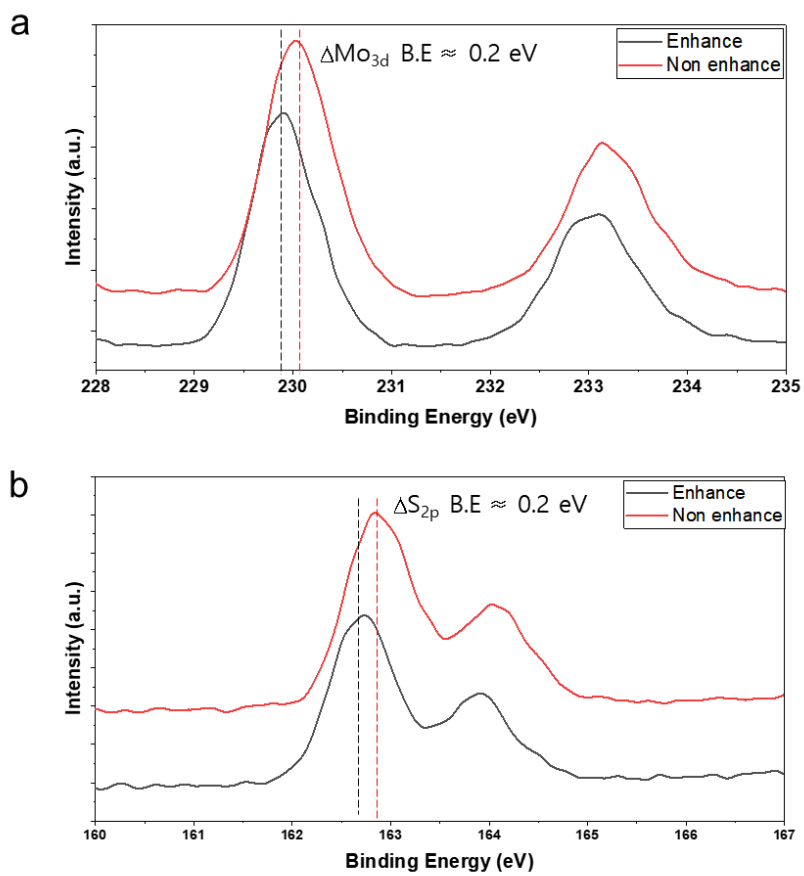 a
ΔMo3d B.E ≈ 0.2 eV
Enhance
Non enhance
Intensity (a.u.)
228 229 230 231 232 233 234 235
Binding Energy (eV)
b
ΔS2p B.E ≈ 0.2 eV
Enhance
Non enhance
Intensity (a.u.)
160 161 162 163 164 165 166 167
Binding Energy (eV)